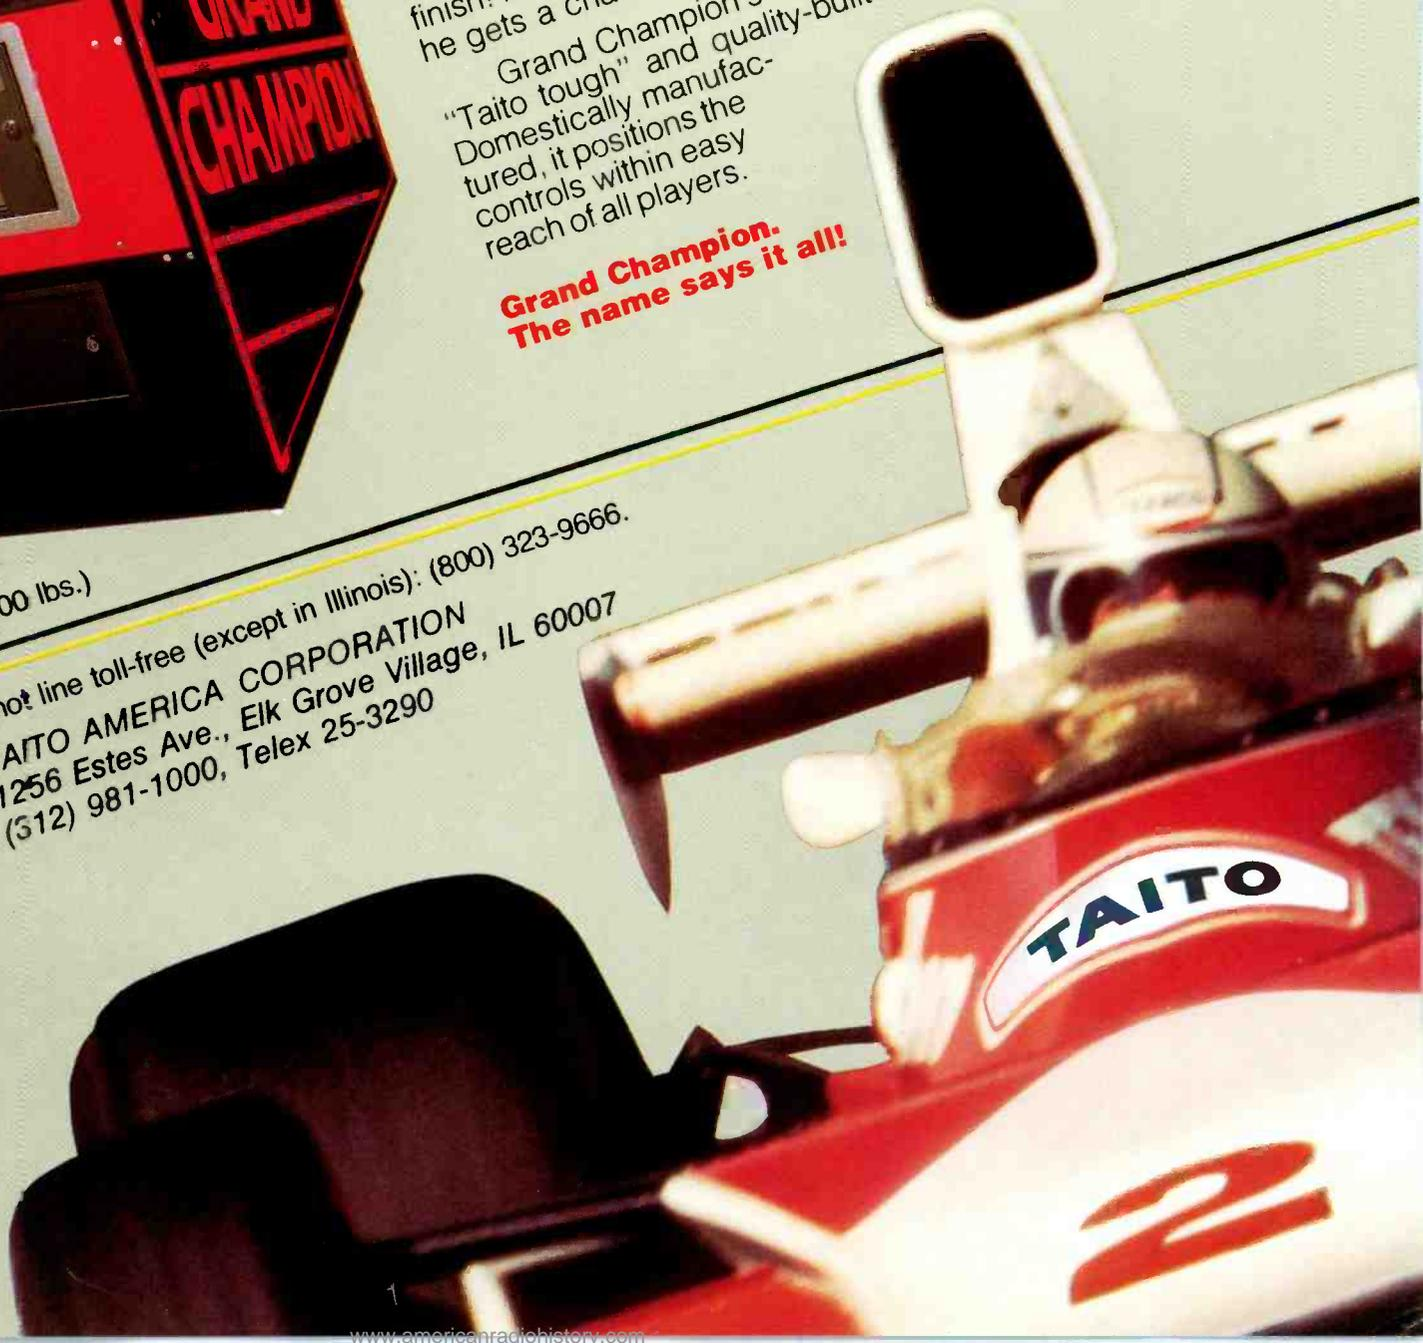 GRAND
CHAMPION
finish!
he gets a
Grand Champion
“Taito tough” and quality-built
Domestically manufac-
tured, it positions the
controls within easy
reach of all players.
Grand Champion.
The name says it all!
00 lbs.)
hot line toll-free (except in Illinois): (800) 323-9666.
AITO AMERICA CORPORATION
1256 Estes Ave., Elk Grove Village, IL 60007
(312) 981-1000, Telex 25-3290
TAITO
2
www.americanradiohistory.com